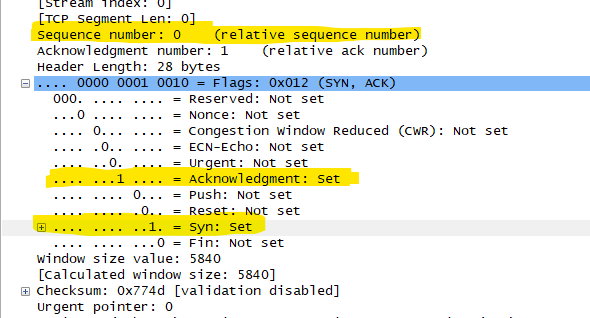 [Stream index: 0]
[TCP Segment Len: 0]
Sequence number: 0 (relative sequence number)
Acknowledgment number: 1 (relative ack number)
Header Length: 28 bytes
.... 0000 0001 0010 = Flags: 0x012 (SYN, ACK)
000. .... .... = Reserved: Not set
...0 .... .... = Nonce: Not set
.... 0... .... = Congestion Window Reduced (CWR): Not set
.... .0.. .... = ECN-Echo: Not set
.... ..0. .... = Urgent: Not set
.... ...1 .... = Acknowledgment: Set
.... .... 0... = Push: Not set
.... .... .0.. = Reset: Not set
.... .... ..1. = Syn: Set
.... .... ...0 = Fin: Not set
Window size value: 5840
[Calculated window size: 5840]
Checksum: 0x774d [validation disabled]
Urgent pointer: 0